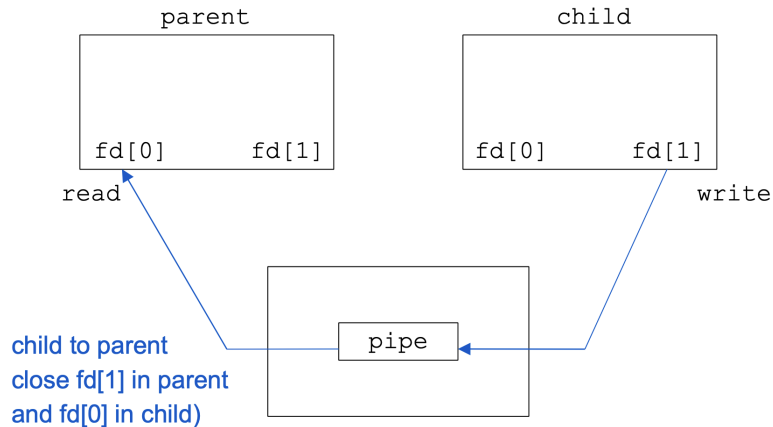 parent
child
fd[0]
fd[1]
fd[0]
fd[1]
read
write
pipe
child to parent
close fd[1] in parent
and fd[0] in child)